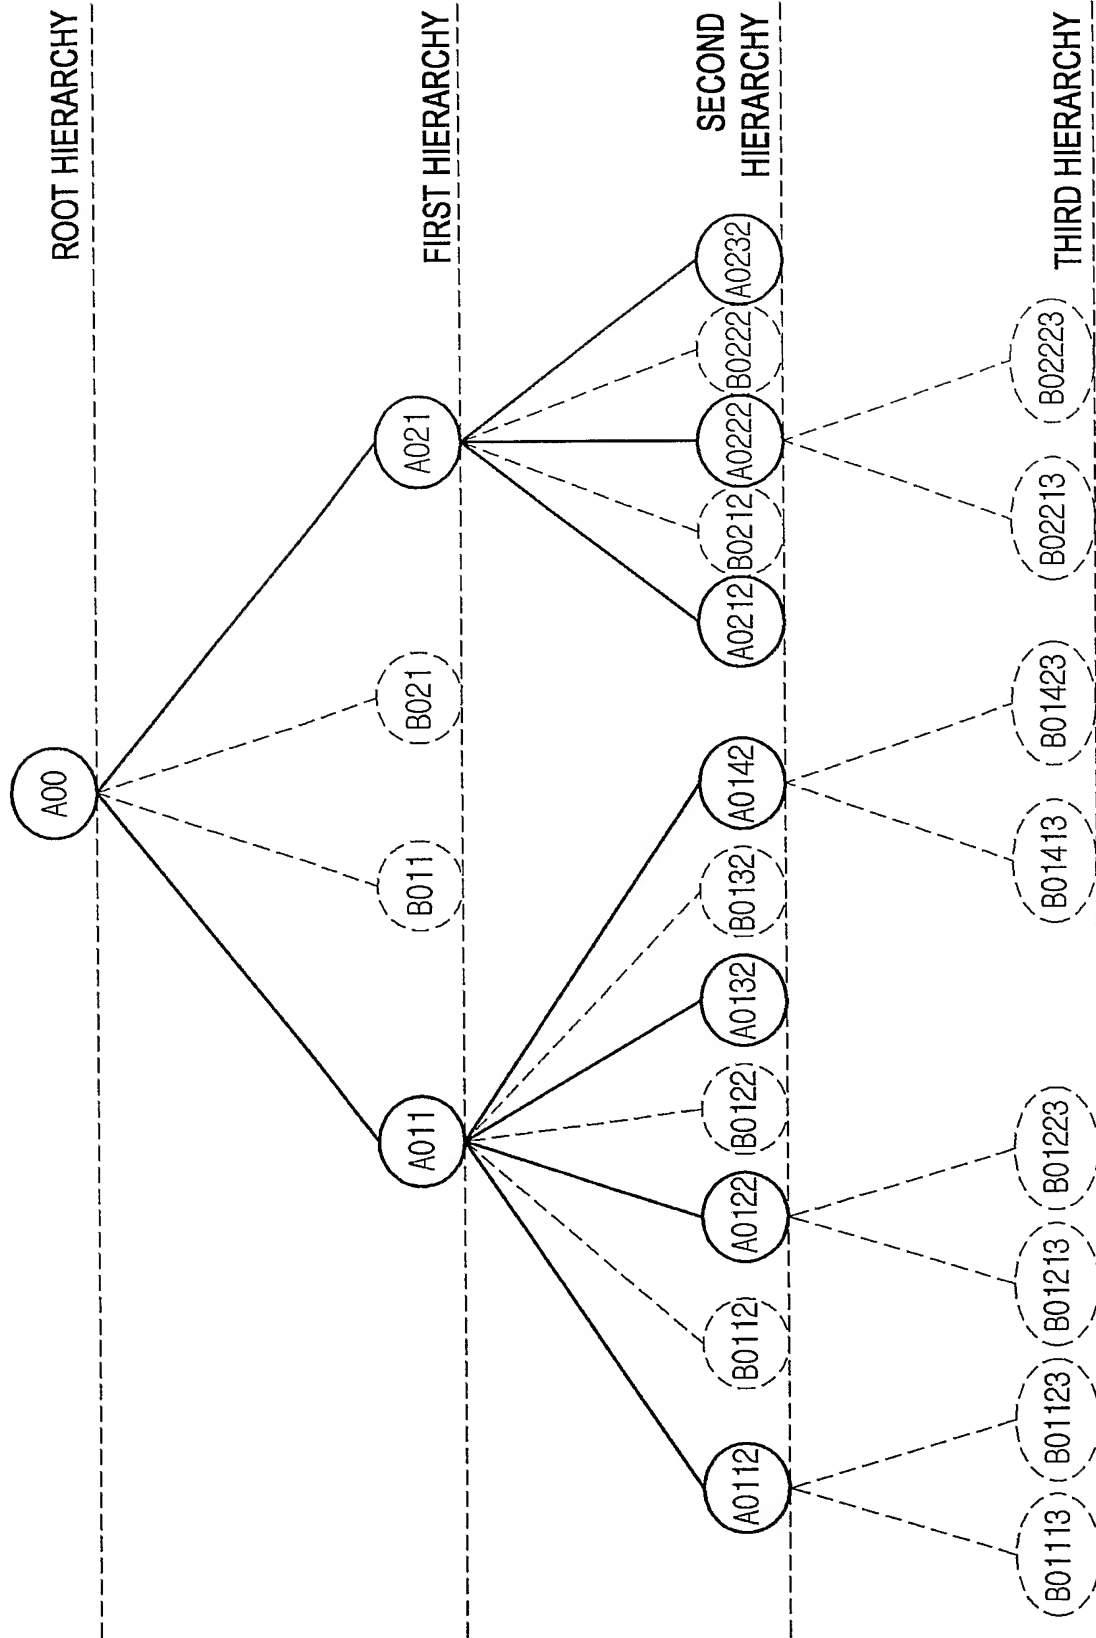 ROOT HIERARCHY
A00
FIRST HIERARCHY
A011
B011
B021
A021
SECOND
HIERARCHY
A0112
B0112
A0122
B0122
A0132
B0132
A0142
A0212
B0212
A0222
B0222
A0232
THIRD HIERARCHY
B01113
B01123
B01213
B01223
B01413
B01423
B02213
B02223